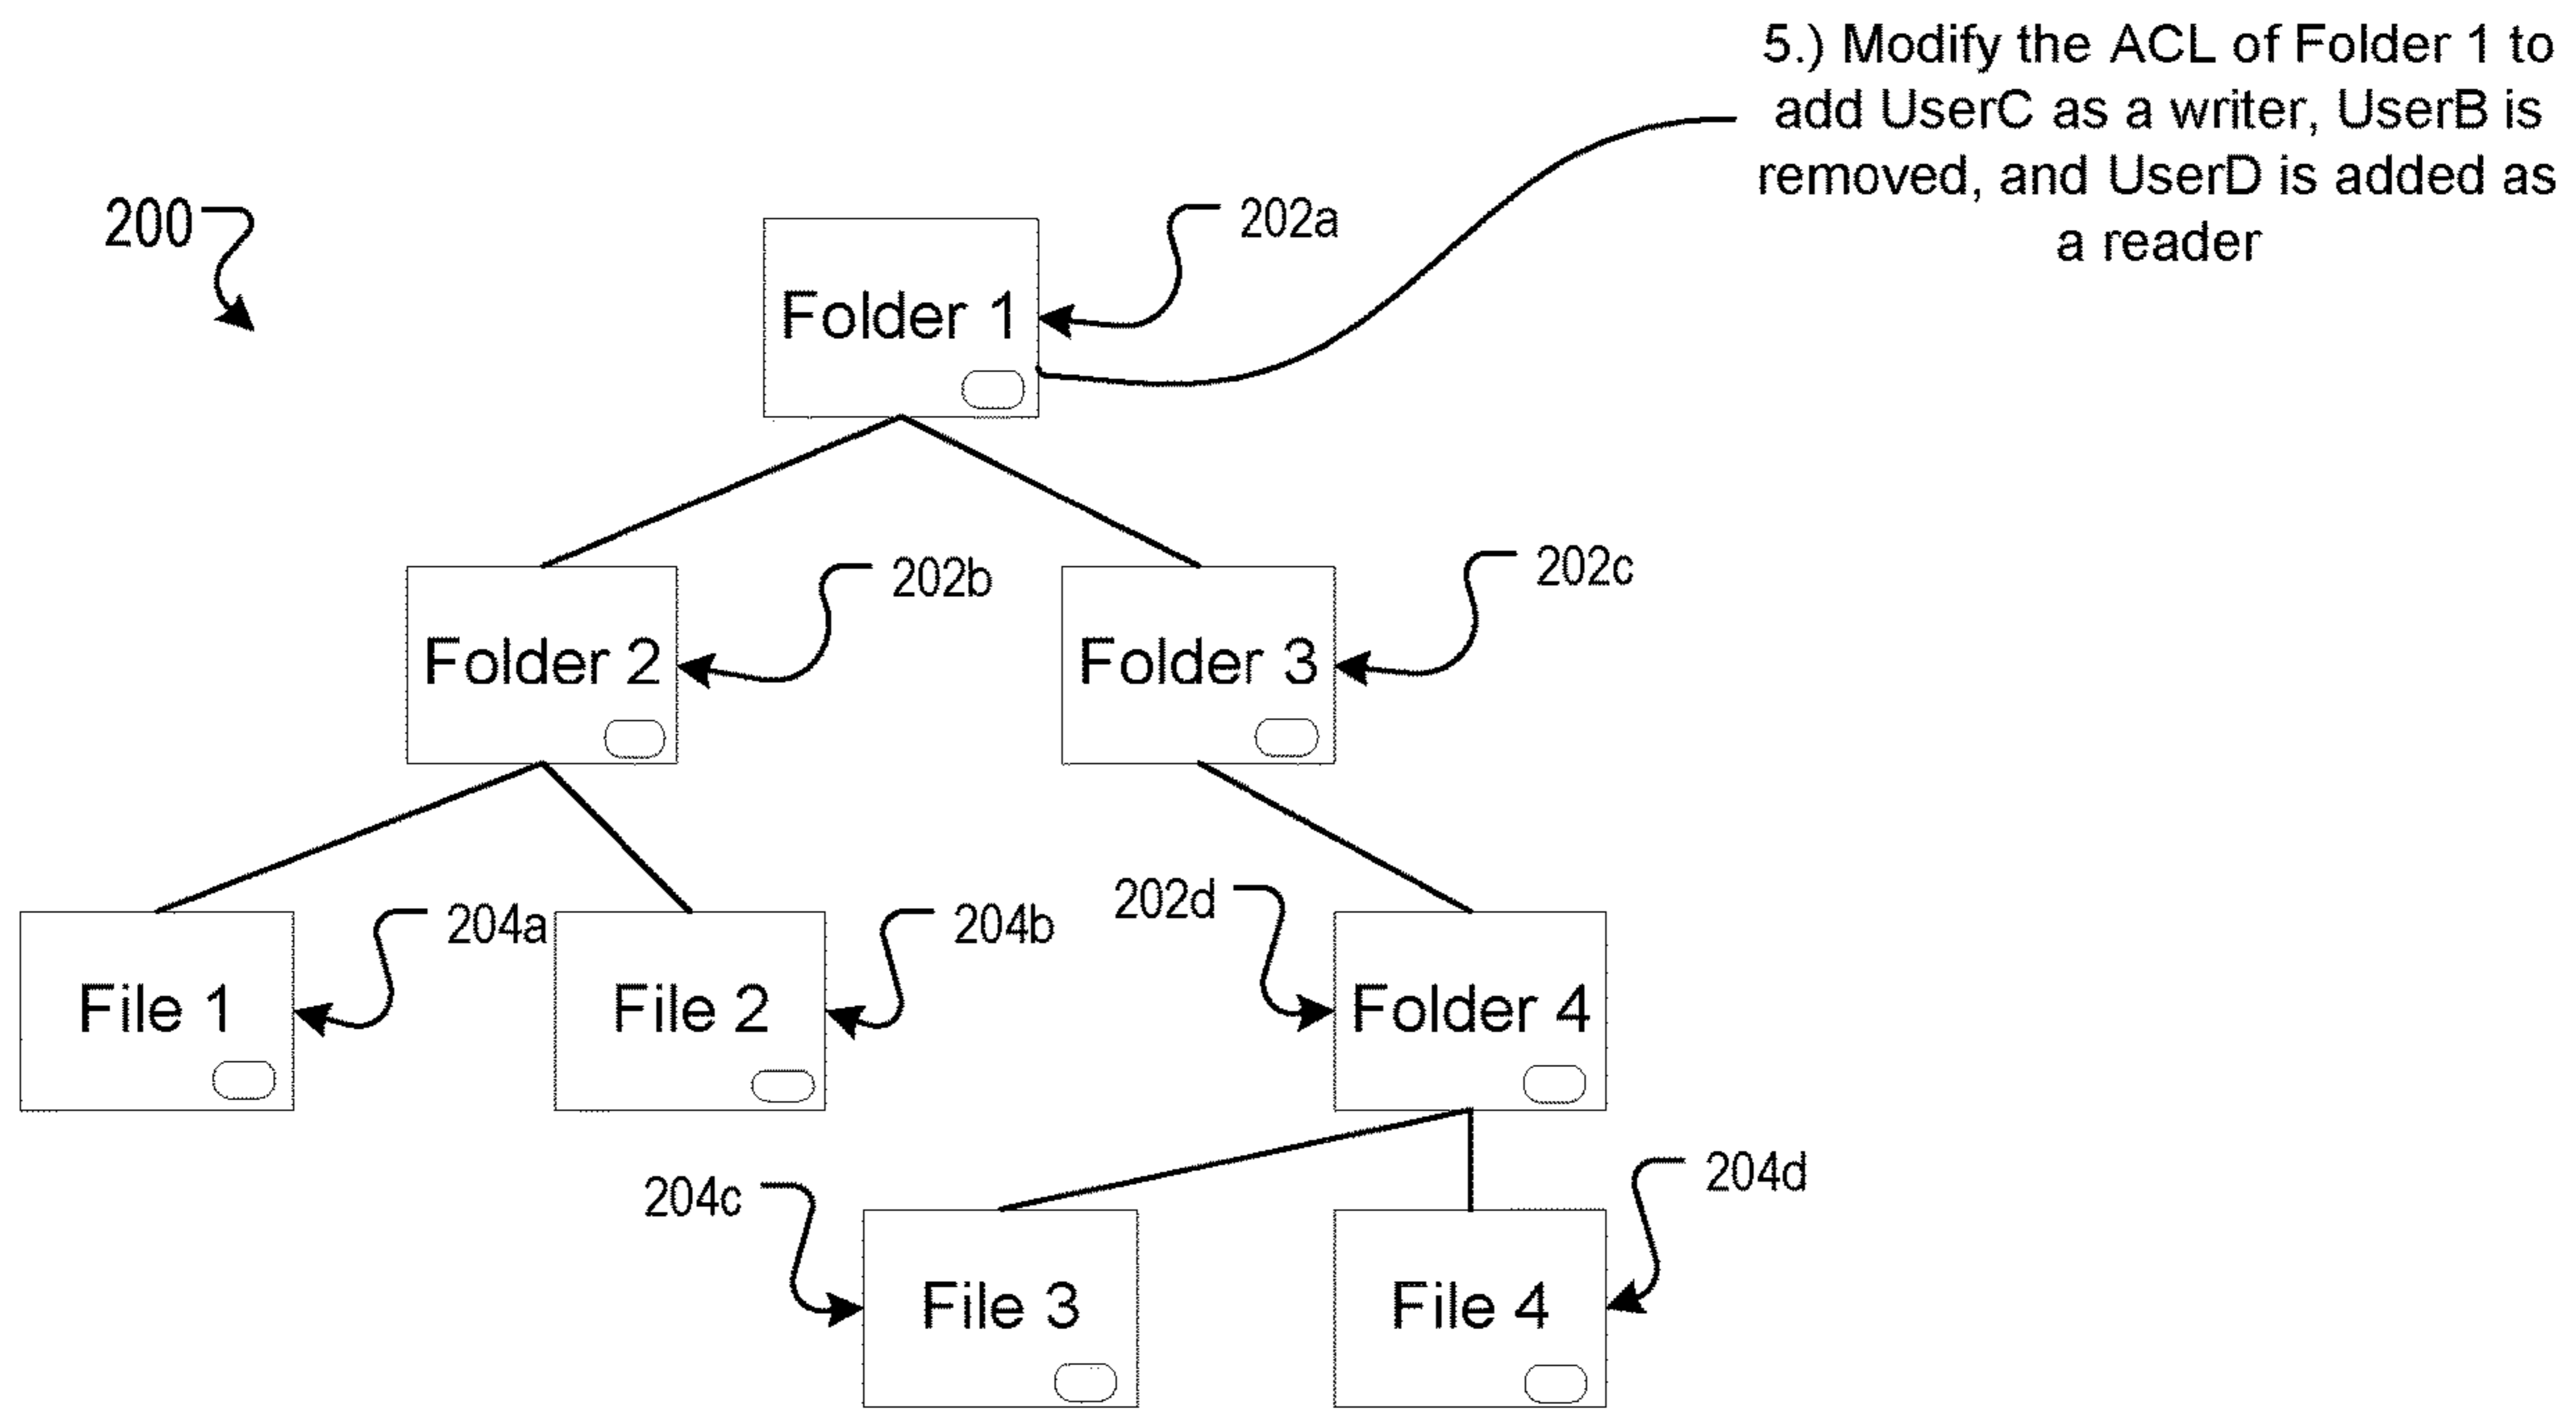 5.) Modify the ACL of Folder 1 to
add UserC as a writer, UserB is
removed, and UserD is added as
a reader
200
202a
Folder 1
202b
202c
Folder 2
Folder 3
204a
204b
202d
File 1
File 2
Folder 4
204c
204d
File 3
File 4